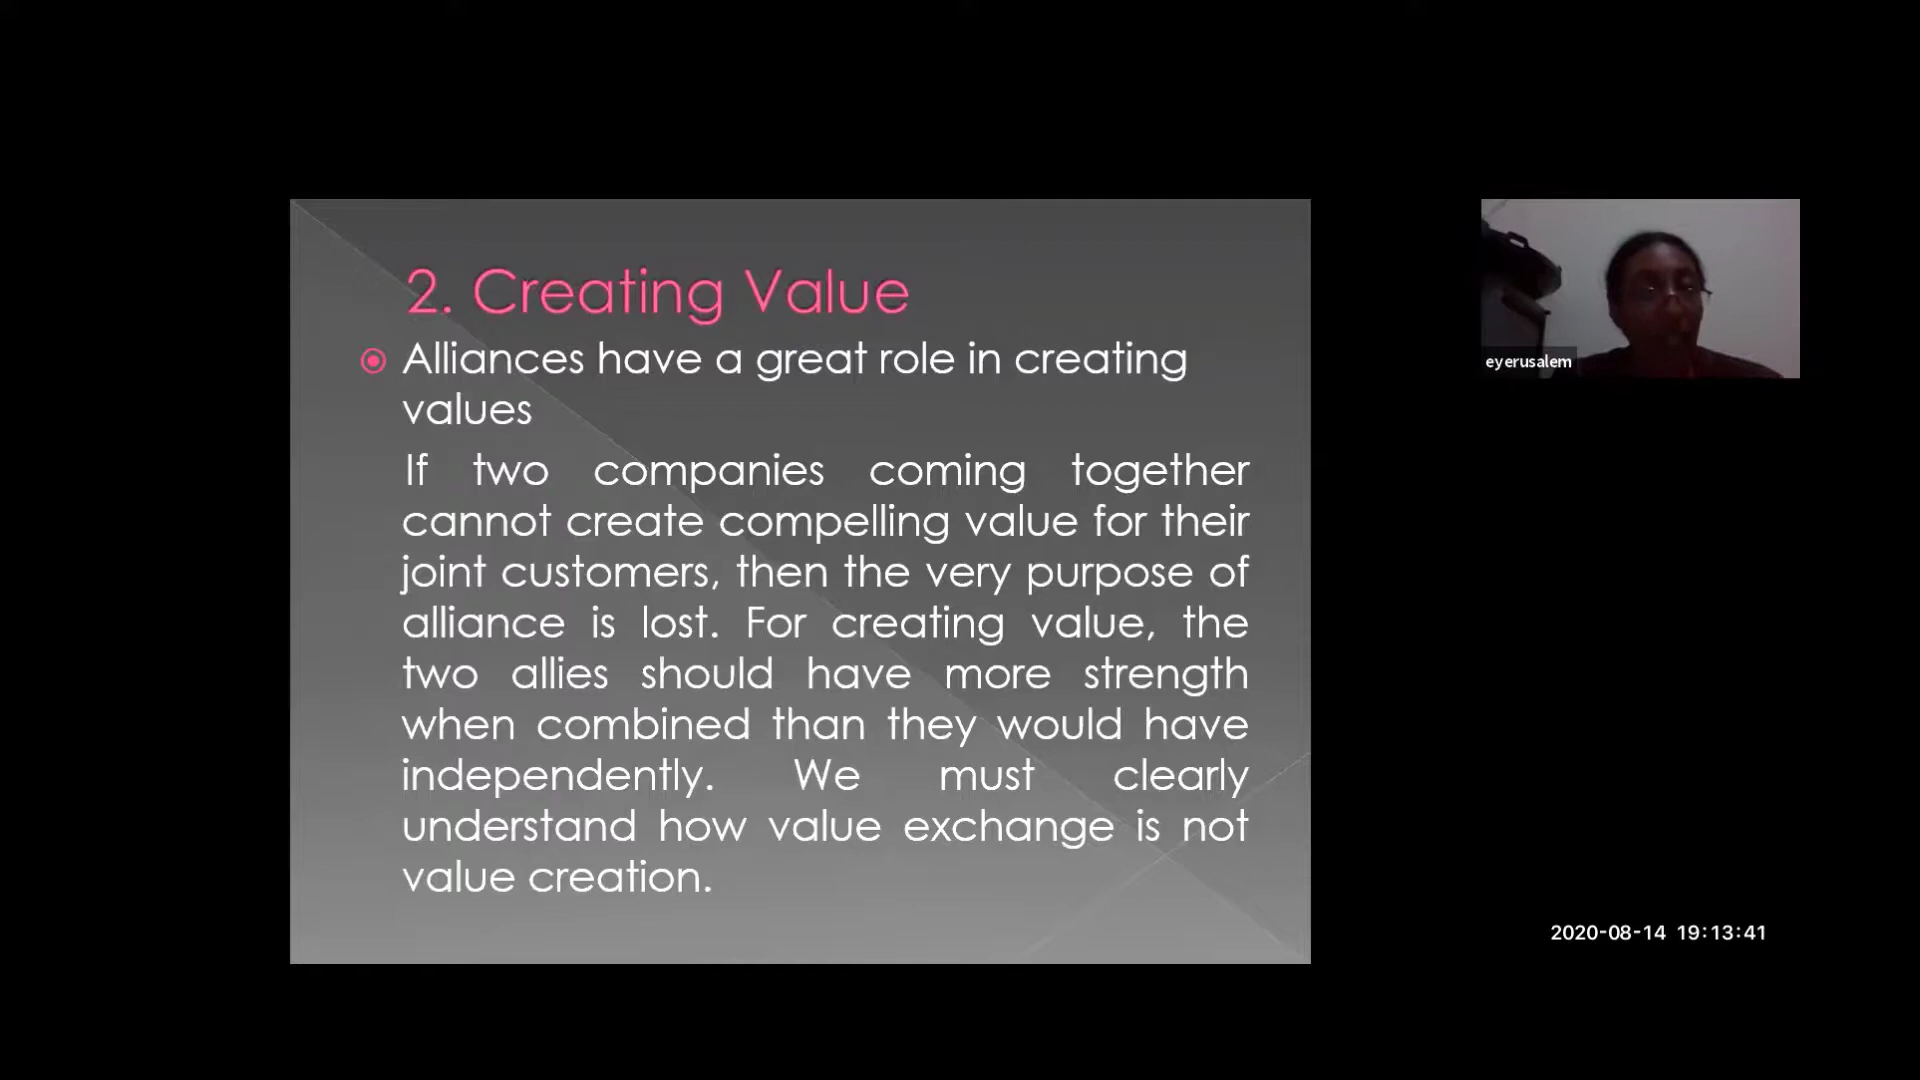 2. Creating Value
Alliances have a great role in creating
values
If two companies coming together
cannot create compelling value for their
joint customers, then the very purpose of
alliance is lost. For creating value, the
two allies should have more strength
when combined than they would have
independently. We must clearly
understand how value exchange is not
value creation.
eyerusalem
2020-08-14 19:13:41